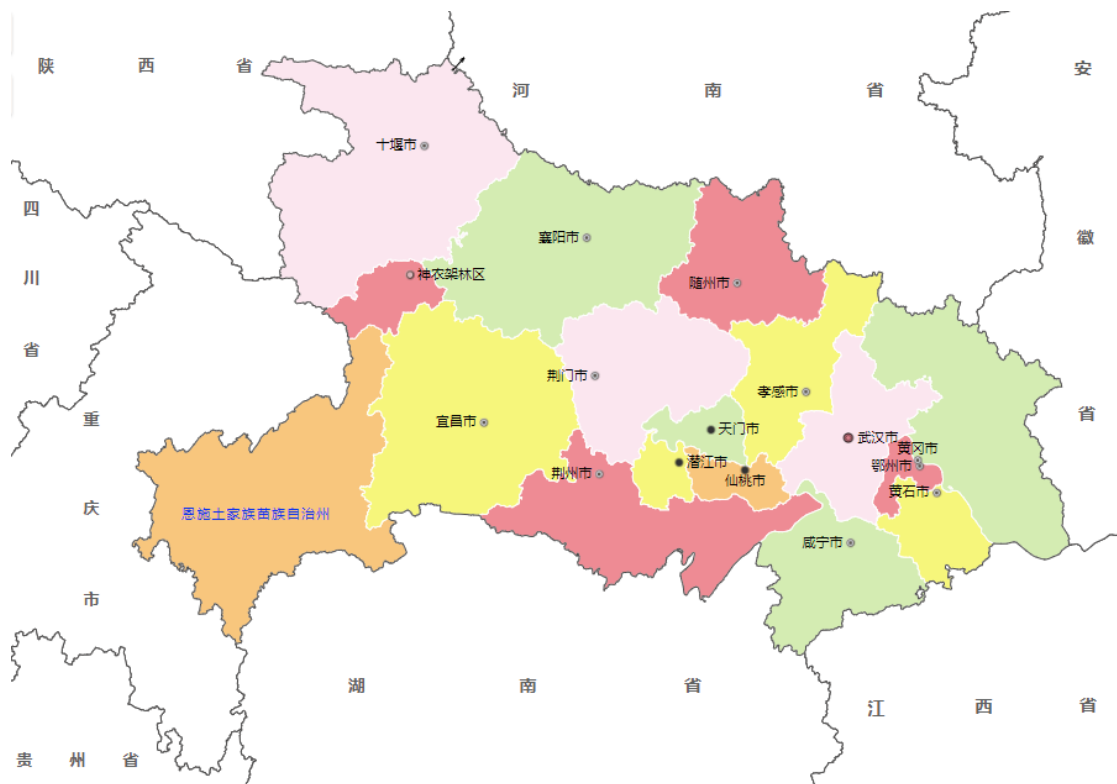 陕西省
河南省
安徽省
十堰市
四川省
襄阳市
神农架林区
随州市
荆门市
孝感市
宜昌市
重庆市
天门市
武汉市
黄冈市
潜江市
鄂州市
荆州市
仙桃市
黄石市
恩施土家族苗族自治州
咸宁市
湖南省
江西省
贵州省